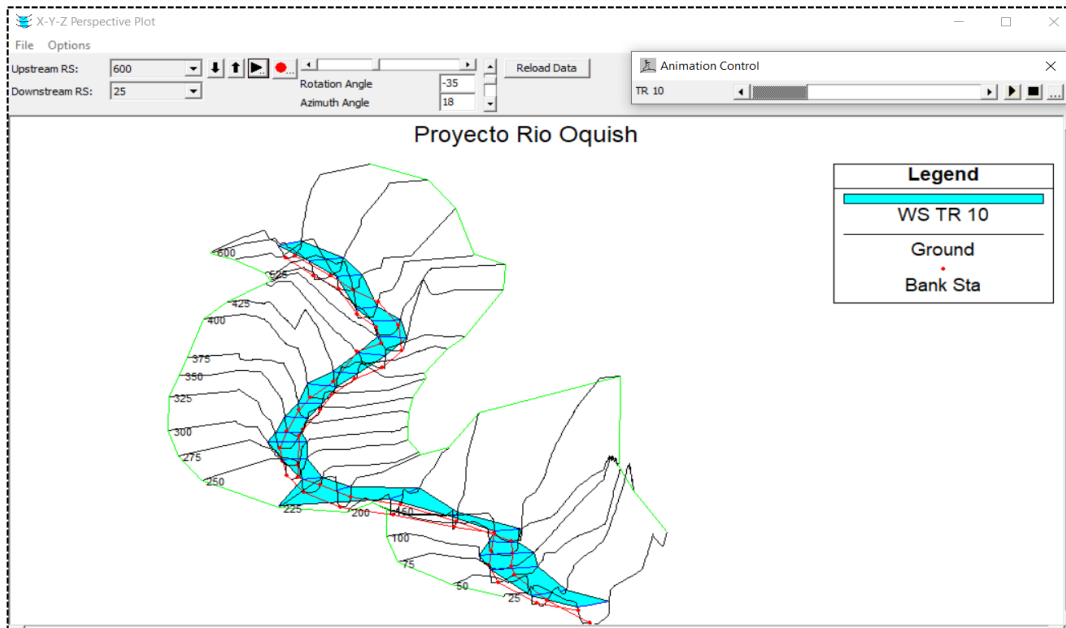 X-Y-Z Perspective Plot
File Options
Upstream RS: 600
Downstream RS: 25
Rotation Angle -35
Azimuth Angle 18
Reload Data
Animation Control
TR 10
Proyecto Rio Oquish
Legend
WS TR 10
Ground
Bank Sta
600
525
425
400
375
350
325
300
275
250
225
200
150
100
75
50
25